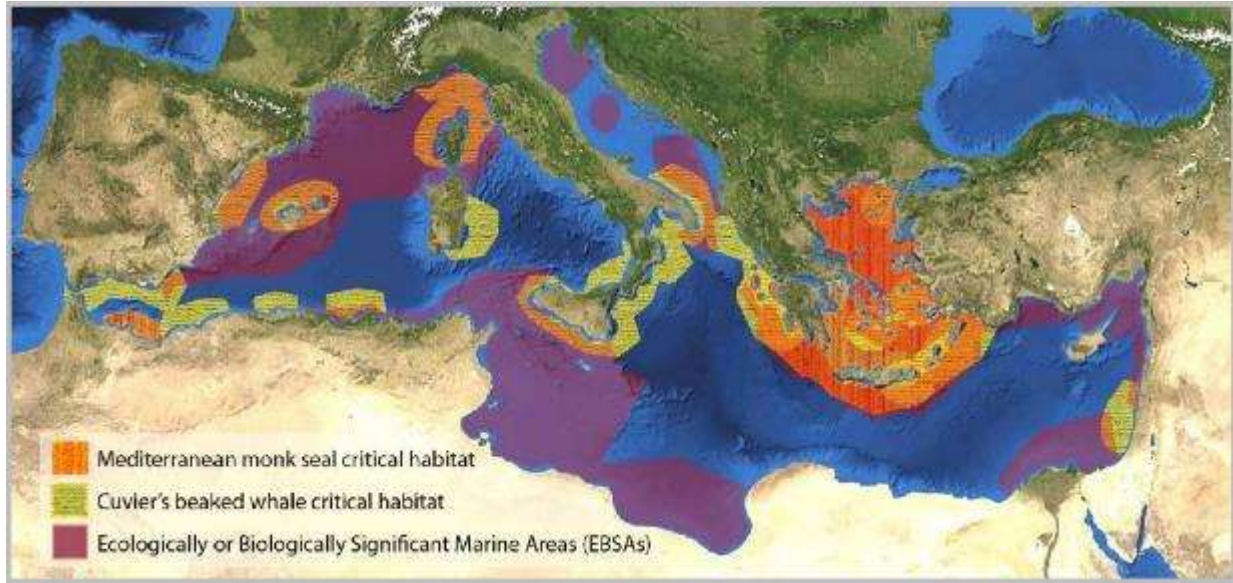 Mediterranean monk seal critical habitat
Cuvier's beaked whale critical habitat
Ecologically or Biologically Significant Marine Areas (EBSAs)